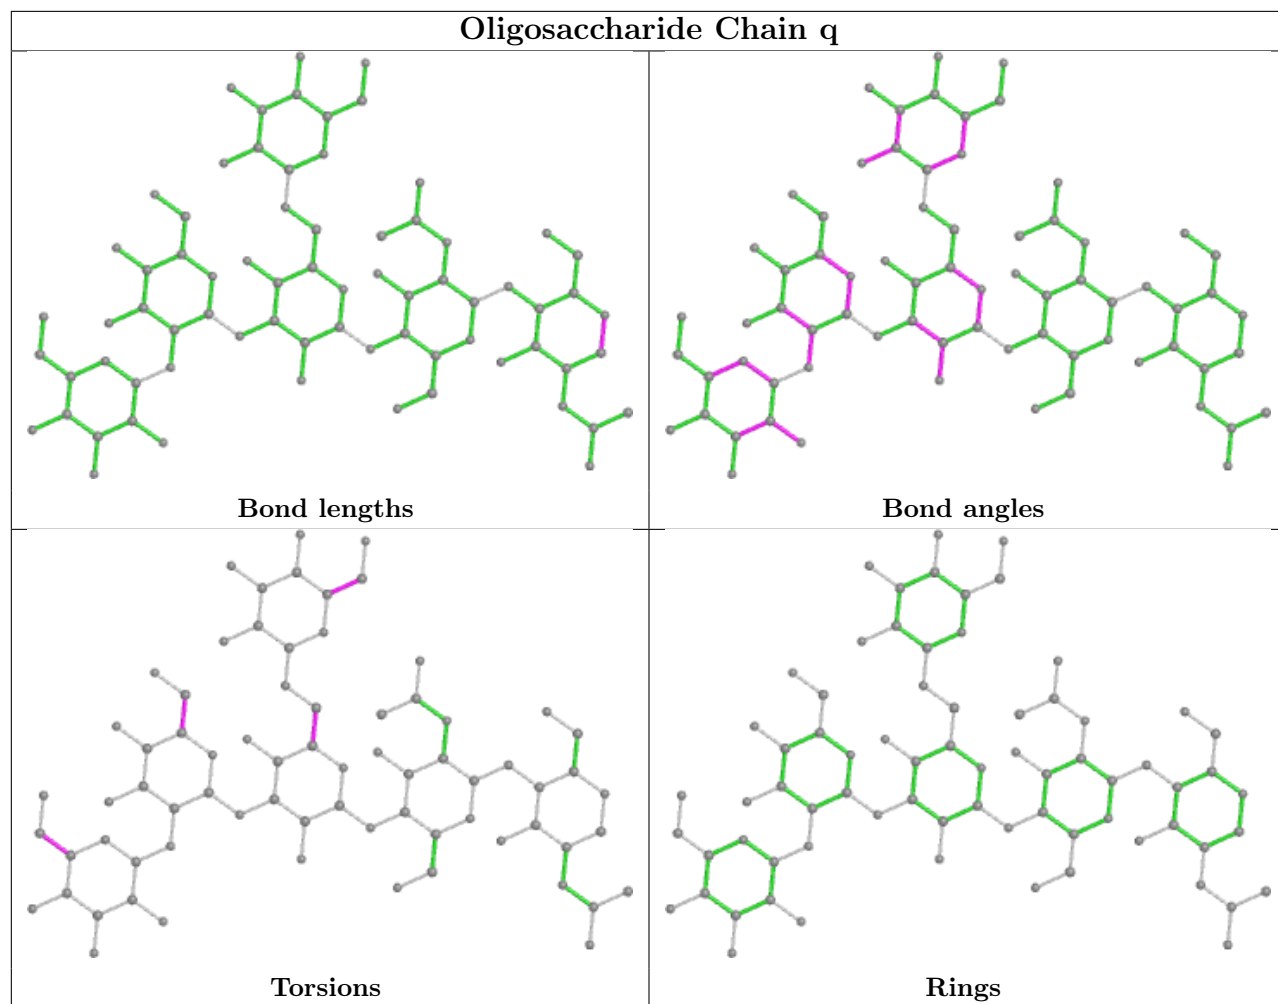 Oligosaccharide Chain q
Bond lengths
Bond angles
Torsions
Rings